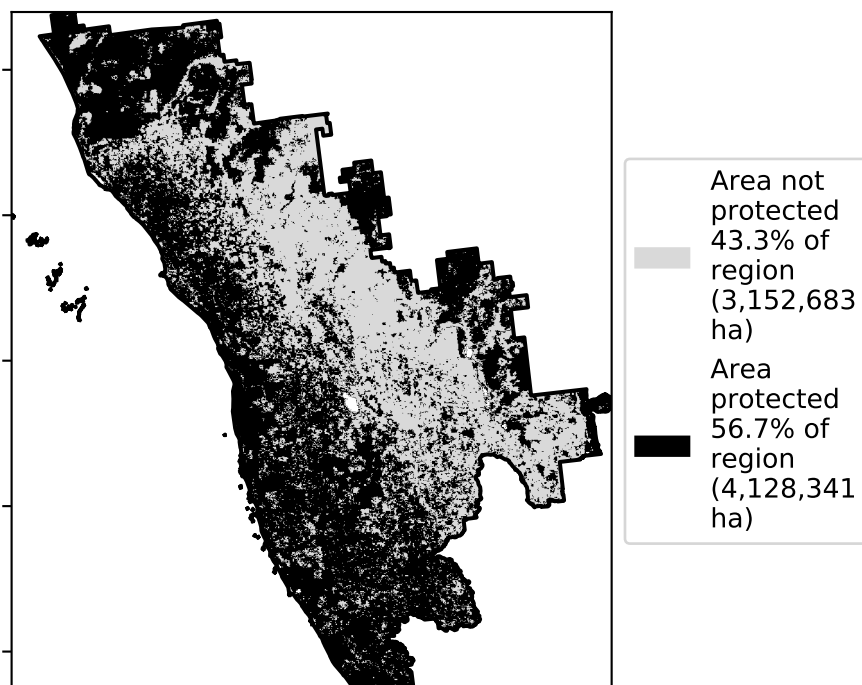 Area not
protected
43.3% of
region
(3,152,683
ha)
Area
protected
56.7% of
region
(4,128,341
ha)